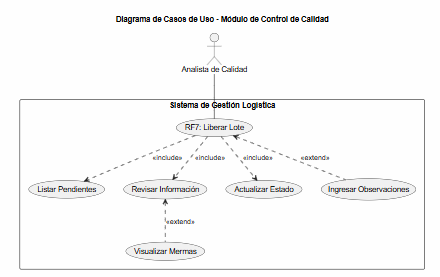 Diagrama de Casos de Uso - Módulo de Control de Calidad
Analista de Calidad
Sistema de Gestión Logística
RF7: Liberar Lote
«include» «include» «include» «extend»
Listar Pendientes Revisar Información Actualizar Estado Ingresar Observaciones
«extend»
Visualizar Mermas